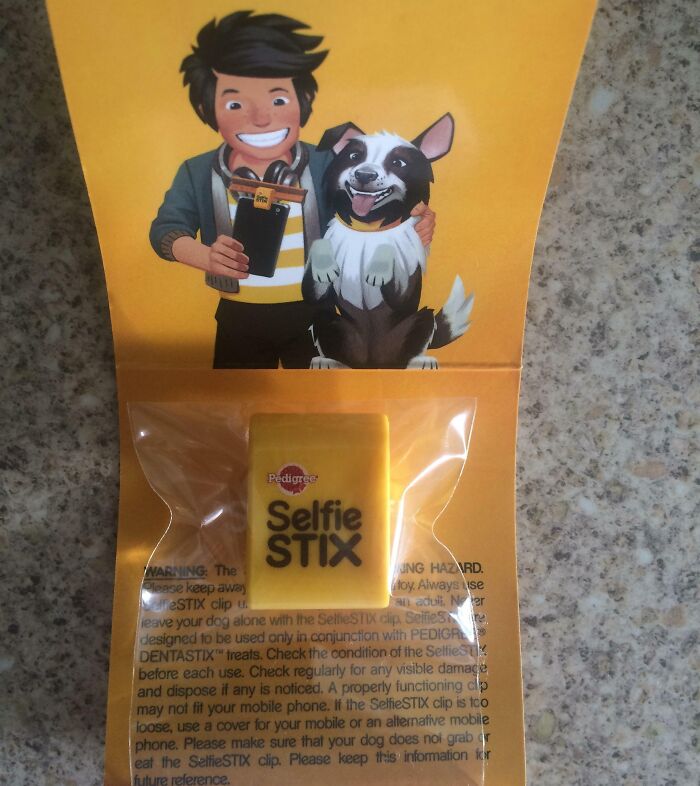 Pedigree
Selfie
STIX
WARNING: The KING HAZARD.
Please keep away toy. Always use
SelfieSTIX clip u an adult. Never
leave your dog alone with the SelfieSTIX clip. SelfieSTIX are
designed to be used only in conjunction with PEDIGREE®
DENTASTIX™ treats. Check the condition of the SelfieSTIX
before each use. Check regularly for any visible damage
and dispose if any is noticed. A properly functioning clip
may not fit your mobile phone. If the SelfieSTIX clip is too
loose, use a cover for your mobile or an alternative mobile
phone. Please make sure that your dog does not grab or
eat the SelfieSTIX clip. Please keep this information for
future reference.